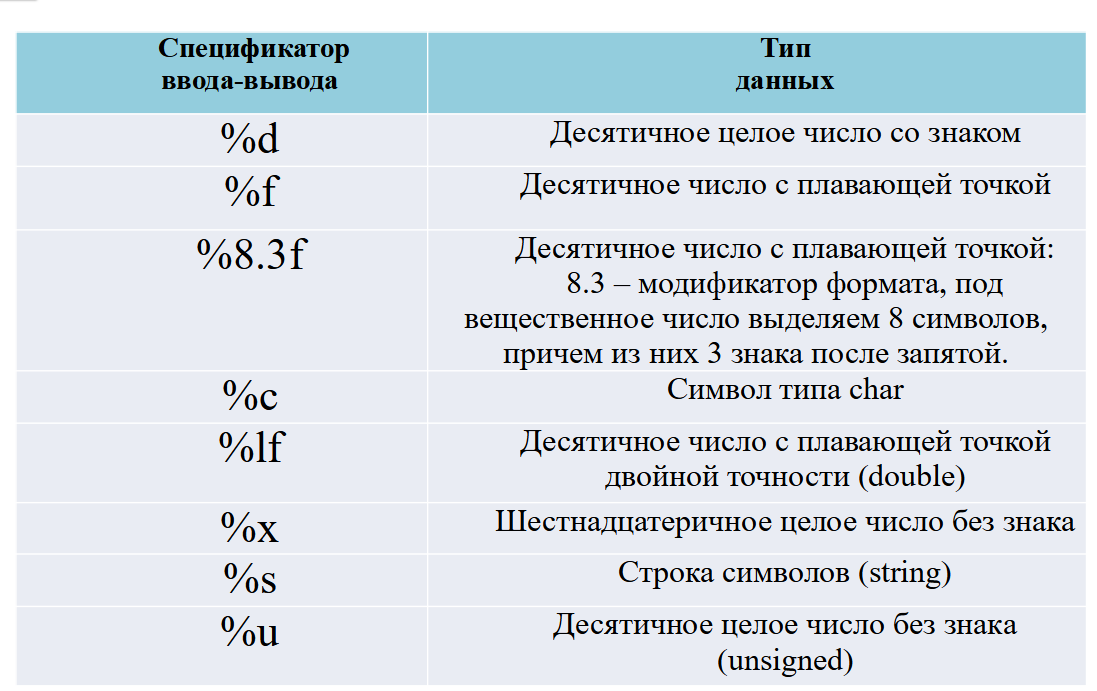 Спецификатор
ввода-вывода
Тип
данных
%d
Десятичное целое число со знаком
%f
Десятичное число с плавающей точкой
%8.3f
Десятичное число с плавающей точкой:
8.3 – модификатор формата, под
вещественное число выделяем 8 символов,
причем из них 3 знака после запятой.
%c
Символ типа char
%lf
Десятичное число с плавающей точкой
двойной точности (double)
%x
Шестнадцатеричное целое число без знака
%s
Строка символов (string)
%u
Десятичное целое число без знака
(unsigned)